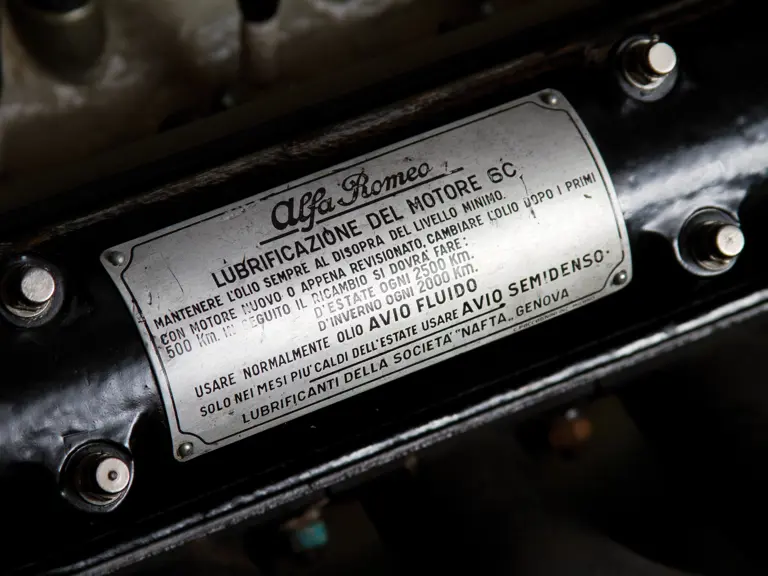 Alfa Romeo
LUBRIFICAZIONE DEL MOTORE 6C
MANTENERE L'OLIO SEMPRE AL DISOPRA DEL LIVELLO MINIMO.
CON MOTORE NUOVO O APPENA REVISIONATO, CAMBIARE L'OLIO DOPO I PRIMI
500 Km. IN SEGUITO IL RICAMBIO SI DOVRÀ FARE:
D'ESTATE OGNI 2500 Km.
D'INVERNO OGNI 2000 Km.
USARE NORMALMENTE OLIO AVIO FLUIDO
SOLO NEI MESI PIU' CALDI DELL'ESTATE USARE AVIO SEMIDENSO.
LUBRIFICANTI DELLA SOCIETA' "NAFTA„ GENOVA